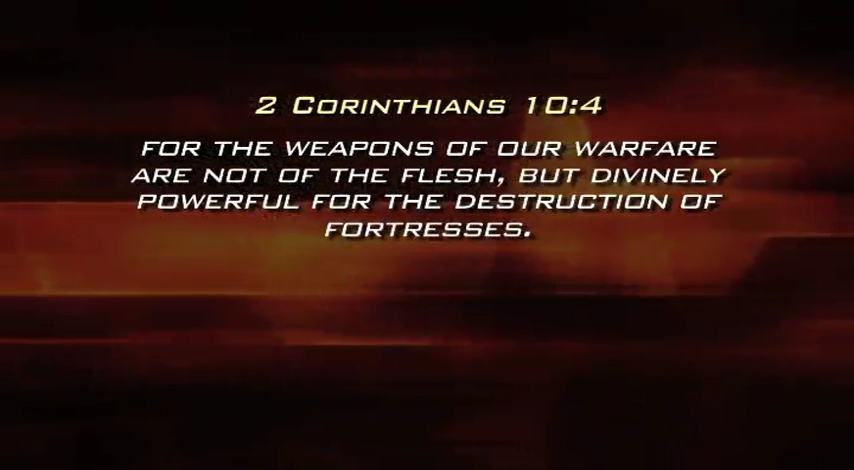 2 CORINTHIANS 10:4
FOR THE WEAPONS OF OUR WARFARE
ARE NOT OF THE FLESH, BUT DIVINELY
POWERFUL FOR THE DESTRUCTION OF
FORTRESSES.